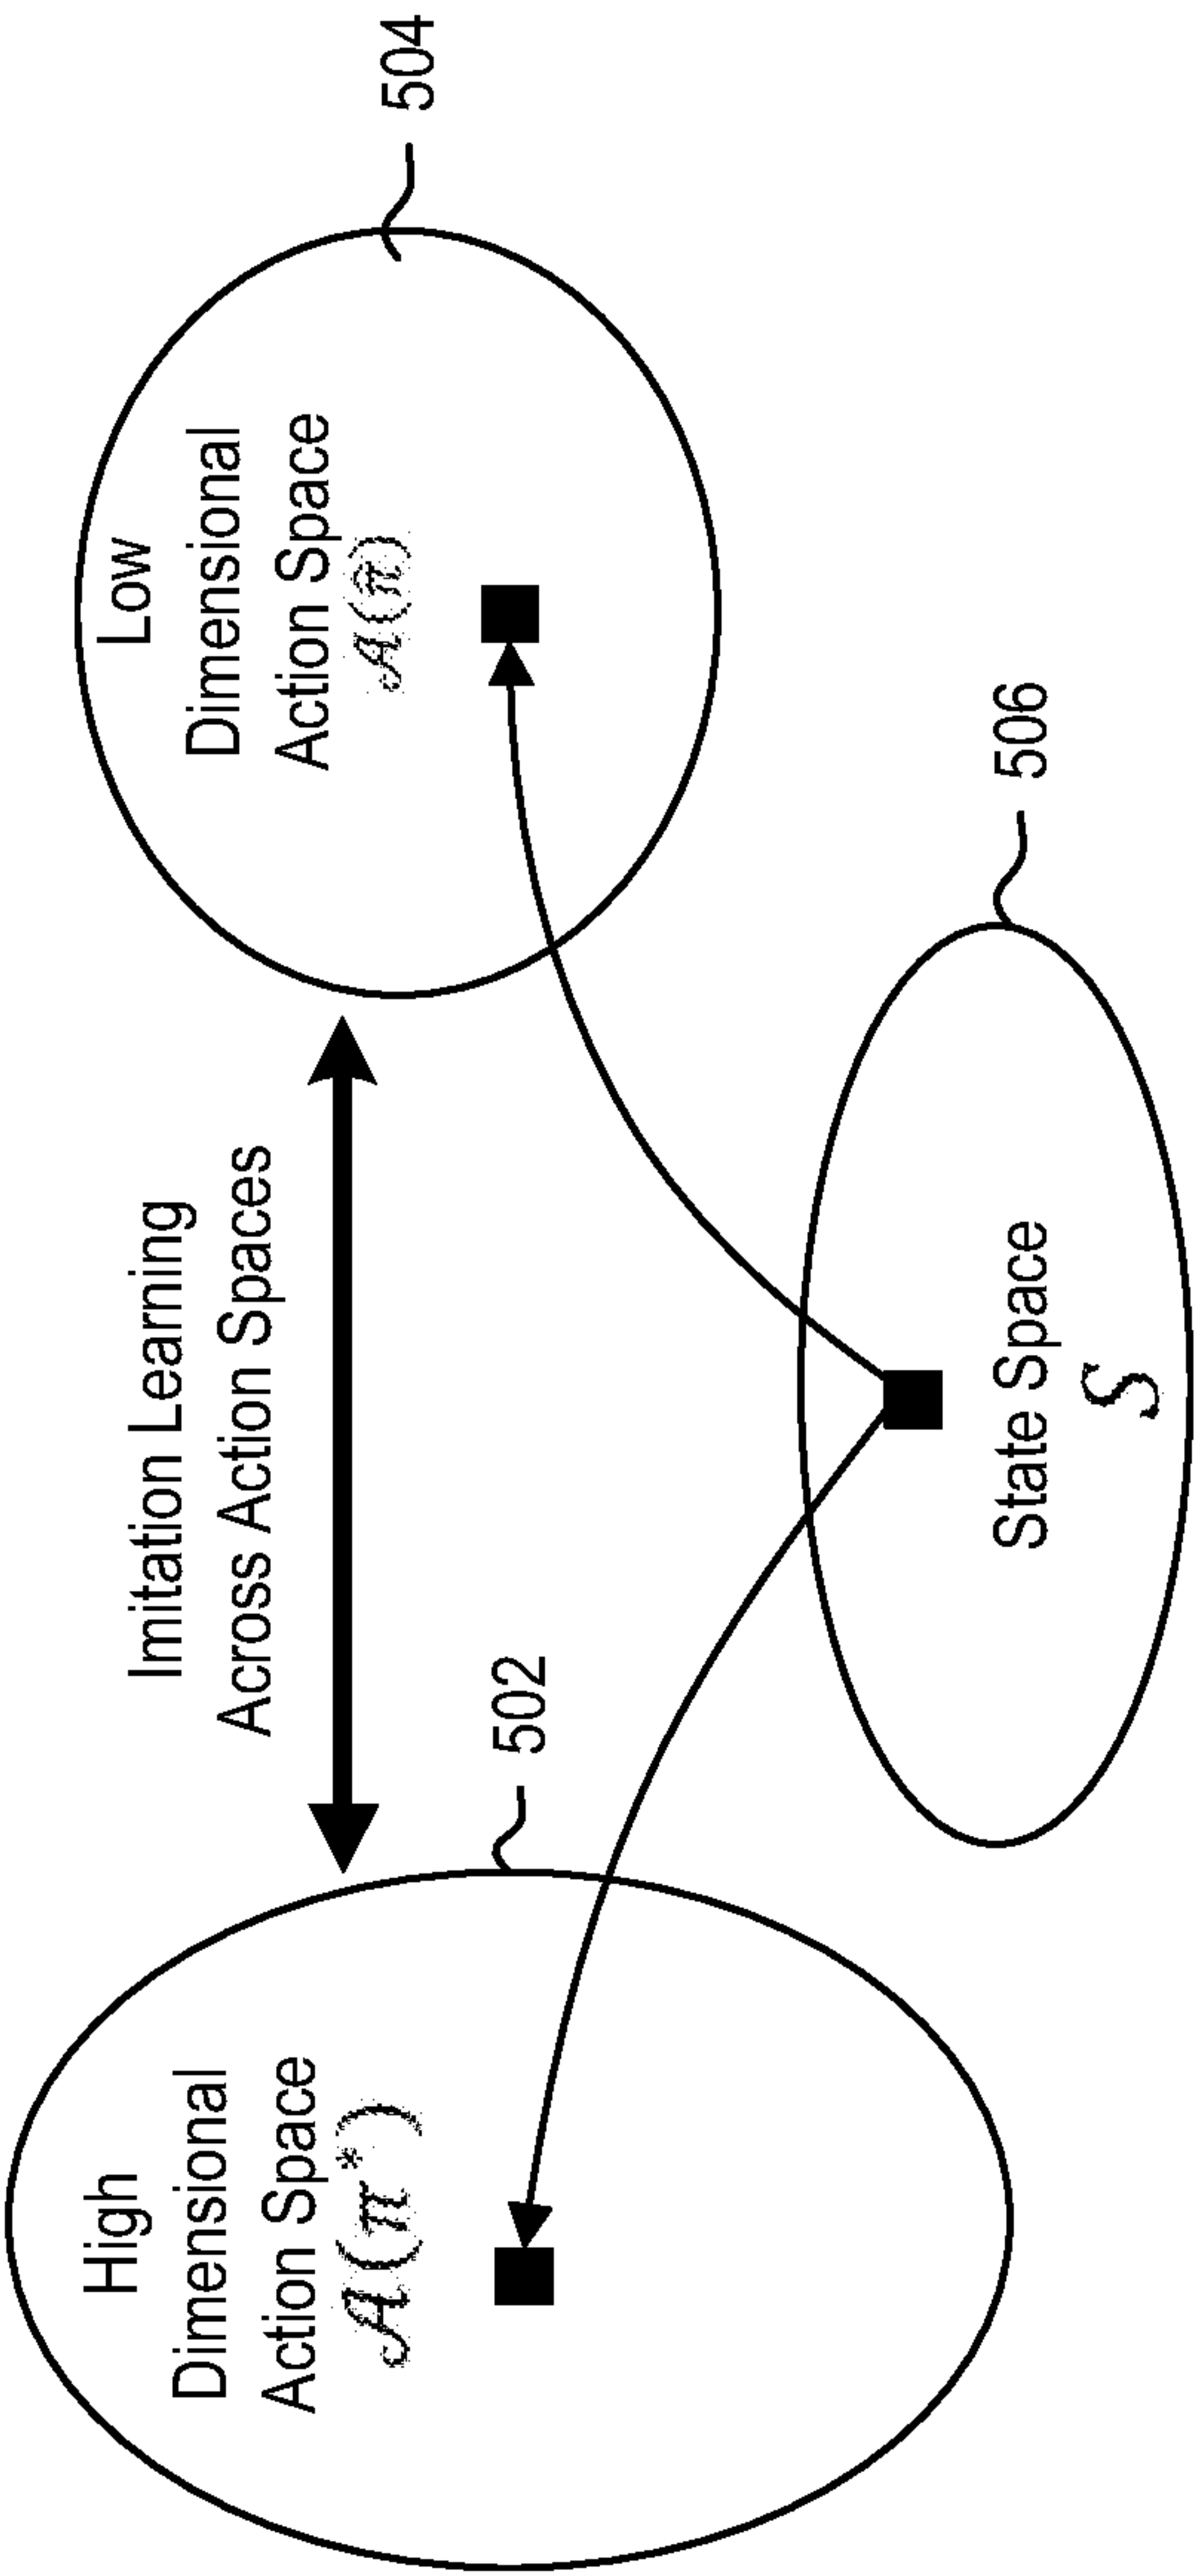 High
Dimensional
Action Space
𝒜(π*)
502
Imitation Learning
Across Action Spaces
Low
Dimensional
Action Space
𝒜(π̂)
504
State Space
𝒮
506